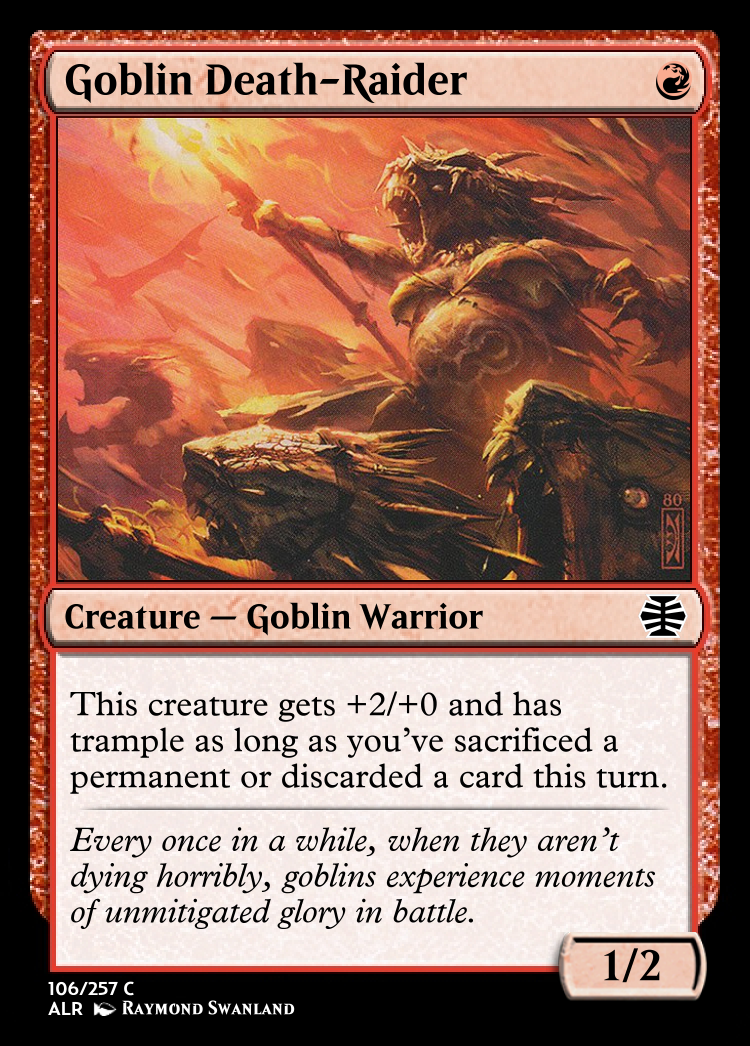 Goblin Death-Raider
80
Creature — Goblin Warrior
This creature gets +2/+0 and has
trample as long as you've sacrificed a
permanent or discarded a card this turn.
Every once in a while, when they aren't
dying horribly, goblins experience moments
of unmitigated glory in battle.
1/2
106/257 C
ALR Raymond Swanland